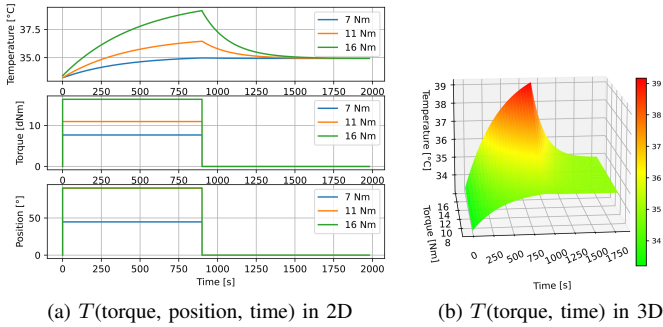 Temperature [°C]
37.5
35.0
7 Nm
11 Nm
16 Nm
0 250 500 750 1000 1250 1500 1750 2000
Torque [dNm]
10
0
7 Nm
11 Nm
16 Nm
0 250 500 750 1000 1250 1500 1750 2000
Position [°]
50
0
7 Nm
11 Nm
16 Nm
0 250 500 750 1000 1250 1500 1750 2000
Time [s]
(a) T(torque, position, time) in 2D
Temperature [°C]
39
38
37
36
35
34
Torque [Nm]
16
14
12
10
8
0 250 500 750 1000 1250 1500 1750
Time [s]
39
38
37
36
35
34
(b) T(torque, time) in 3D